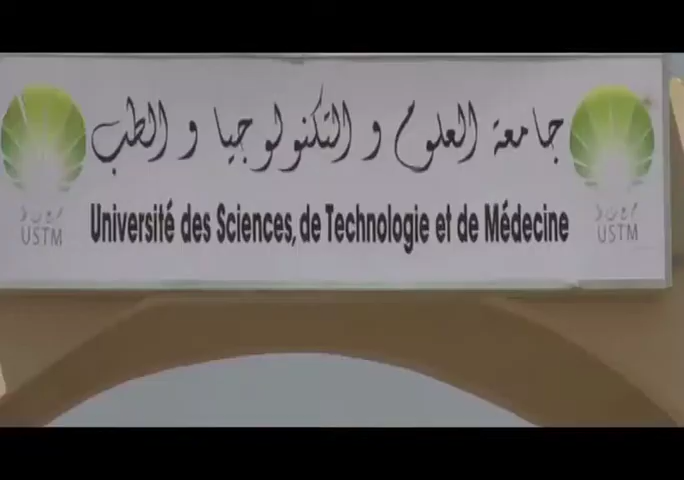 جامعة العلوم و التكنولوجيا و الطب
Université des Sciences, de Technologie et de Médecine
USTM
USTM